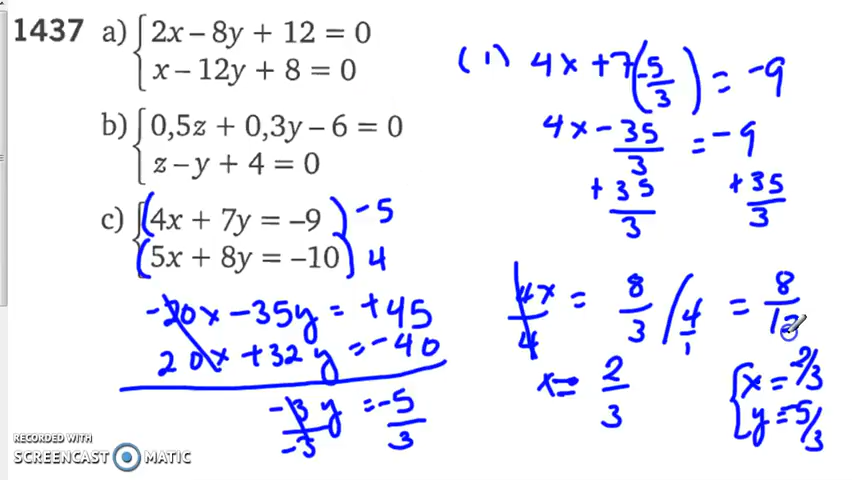 1437 a) 2x − 8y + 12 = 0
x − 12y + 8 = 0
b) 0,5z + 0,3y − 6 = 0
z − y + 4 = 0
c) (4x + 7y = −9) −5
(5x + 8y = −10) 4
−20x − 35y = +45
20x + 32y = −40
−3y/−3 = −5/3
(1) 4x + 7(−5/3) = −9
4x − 35/3 = −9
+ 35/3 +35/3
4x/4 = 8/3 / 4/1 = 8/12
x = 2/3
x = 2/3
y = −5/3
RECORDED WITH
SCREENCAST MATIC